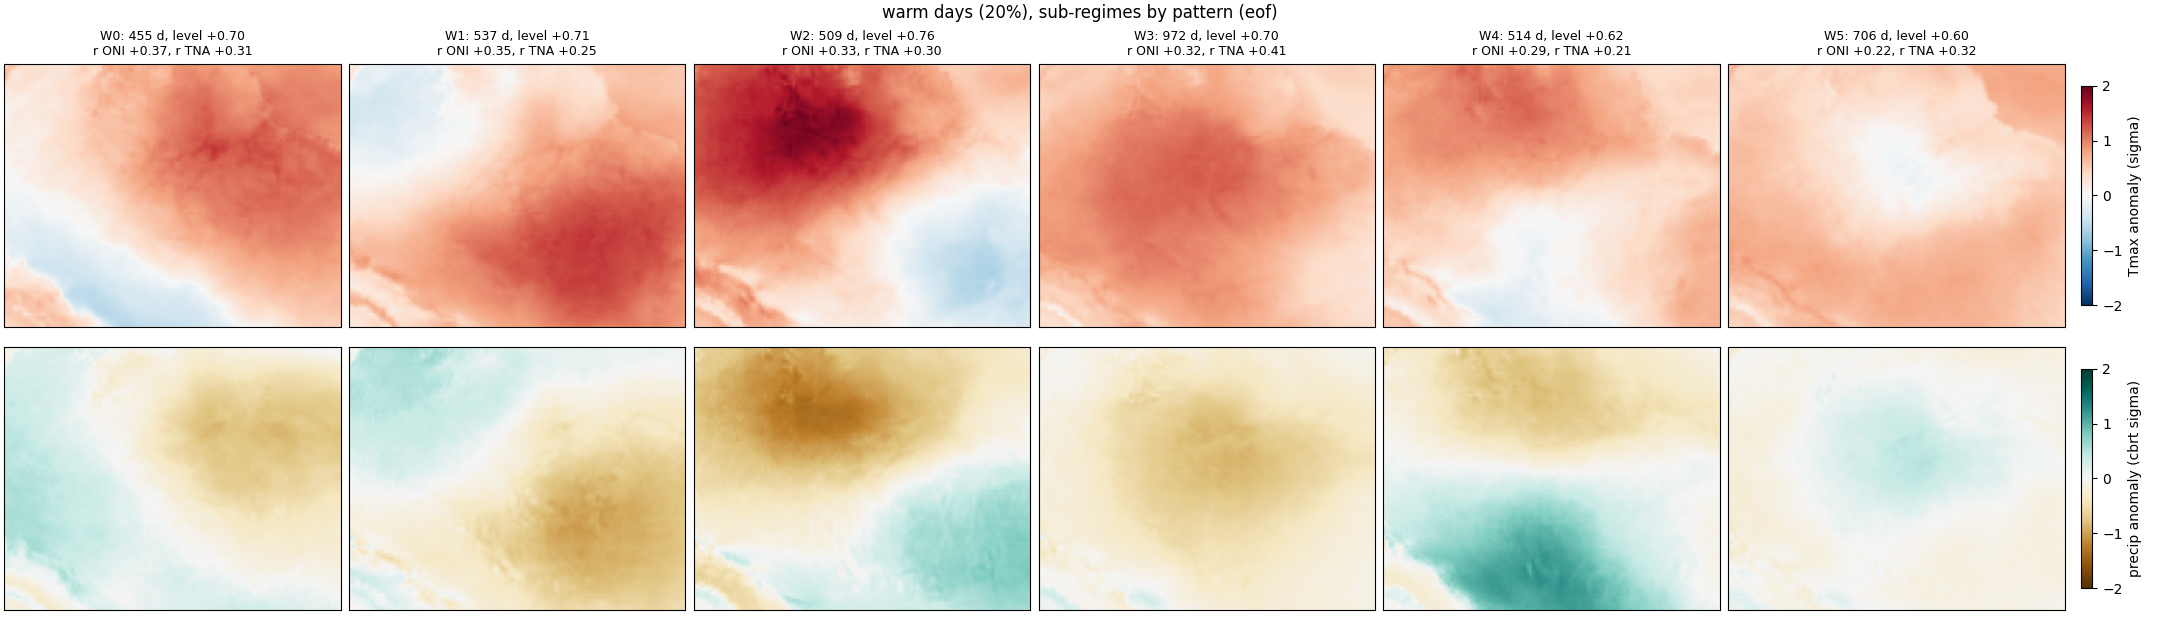 warm days (20%), sub-regimes by pattern (eof)
W0: 455 d, level +0.70
r ONI +0.37, r TNA +0.31
W1: 537 d, level +0.71
r ONI +0.35, r TNA +0.25
W2: 509 d, level +0.76
r ONI +0.33, r TNA +0.30
W3: 972 d, level +0.70
r ONI +0.32, r TNA +0.41
W4: 514 d, level +0.62
r ONI +0.29, r TNA +0.21
W5: 706 d, level +0.60
r ONI +0.22, r TNA +0.32
2
1
0
−1
−2
Tmax anomaly (sigma)
2
1
0
−1
−2
precip anomaly (cbrt sigma)